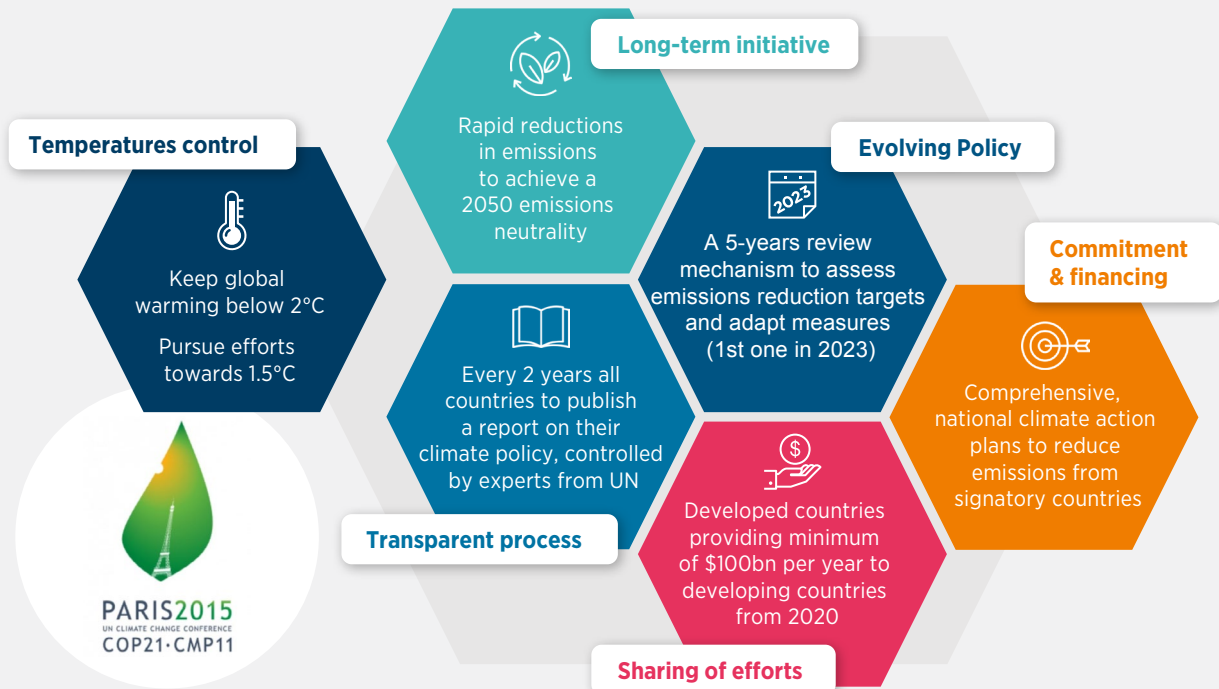 Long-term initiative
Rapid reductions
in emissions
to achieve a
2050 emissions
neutrality
Temperatures control
Keep global
warming below 2°C
Pursue efforts
towards 1.5°C
Evolving Policy
2023
A 5-years review
mechanism to assess
emissions reduction targets
and adapt measures
(1st one in 2023)
Commitment
& financing
Comprehensive,
national climate action
plans to reduce
emissions from
signatory countries
Every 2 years all
countries to publish
a report on their
climate policy, controlled
by experts from UN
Transparent process
$
Developed countries
providing minimum
of $100bn per year to
developing countries
from 2020
Sharing of efforts
PARIS2015
UN CLIMATE CHANGE CONFERENCE
COP21·CMP11